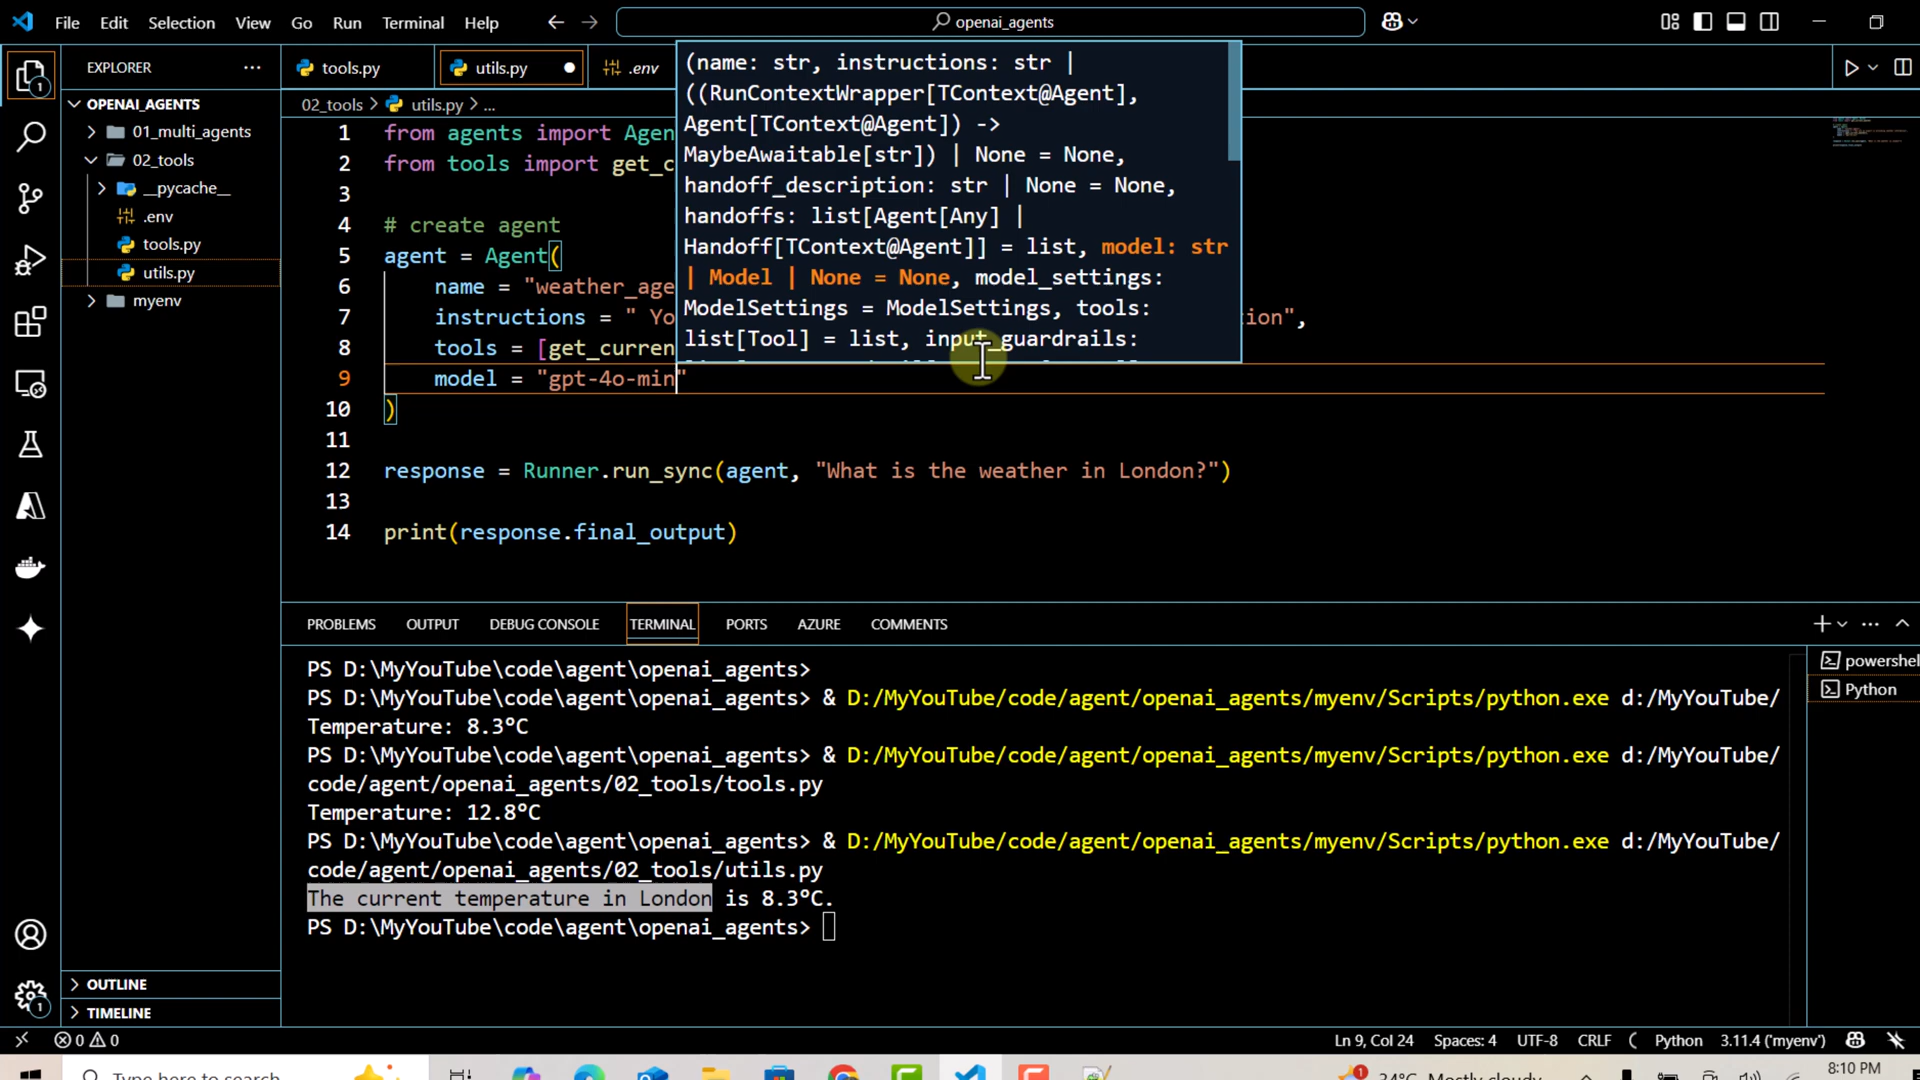 File Edit Selection View Go Run Terminal Help
openai_agents
EXPLORER
OPENAI_AGENTS
01_multi_agents
02_tools
__pycache__
.env
tools.py
utils.py
myenv
OUTLINE
TIMELINE
tools.py
utils.py
.env
02_tools > utils.py > ...
1 from agents import Agen
2 from tools import get_c
3
4 # create agent
5 agent = Agent(
6 name = "weather_age
7 instructions = " Yo ion",
8 tools = [get_curren
9 model = "gpt-4o-min"
10 )
11
12 response = Runner.run_sync(agent, "What is the weather in London?")
13
14 print(response.final_output)
(name: str, instructions: str |
((RunContextWrapper[TContext@Agent],
Agent[TContext@Agent]) ->
MaybeAwaitable[str]) | None = None,
handoff_description: str | None = None,
handoffs: list[Agent[Any] |
Handoff[TContext@Agent]] = list, model: str
| Model | None = None, model_settings:
ModelSettings = ModelSettings, tools:
list[Tool] = list, input_guardrails:
PROBLEMS OUTPUT DEBUG CONSOLE TERMINAL PORTS AZURE COMMENTS
PS D:\MyYouTube\code\agent\openai_agents>
PS D:\MyYouTube\code\agent\openai_agents> & D:/MyYouTube/code/agent/openai_agents/myenv/Scripts/python.exe d:/MyYouTube/
Temperature: 8.3°C
PS D:\MyYouTube\code\agent\openai_agents> & D:/MyYouTube/code/agent/openai_agents/myenv/Scripts/python.exe d:/MyYouTube/
code/agent/openai_agents/02_tools/tools.py
Temperature: 12.8°C
PS D:\MyYouTube\code\agent\openai_agents> & D:/MyYouTube/code/agent/openai_agents/myenv/Scripts/python.exe d:/MyYouTube/
code/agent/openai_agents/02_tools/utils.py
The current temperature in London is 8.3°C.
PS D:\MyYouTube\code\agent\openai_agents>
powershel
Python
0 0
Ln 9, Col 24 Spaces: 4 UTF-8 CRLF Python 3.11.4 ('myenv')
Type here to search
34°C Mostly cloudy
8:10 PM